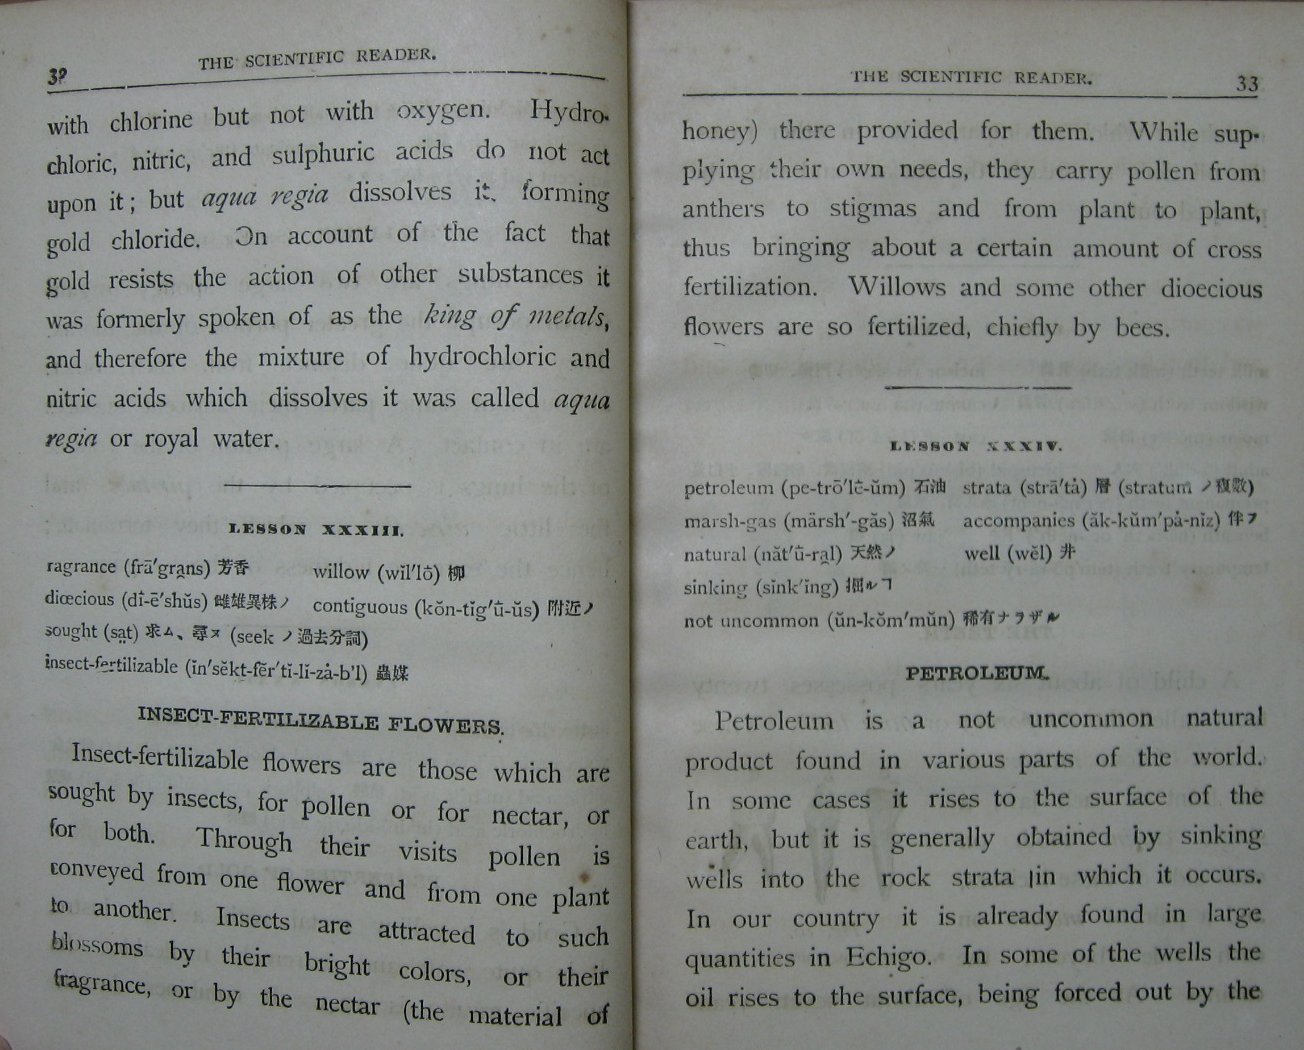 32
THE SCIENTIFIC READER.
with chlorine but not with oxygen. Hydro-
chloric, nitric, and sulphuric acids do not act
upon it; but aqua regia dissolves it, forming
gold chloride. On account of the fact that
gold resists the action of other substances it
was formerly spoken of as the king of metals,
and therefore the mixture of hydrochloric and
nitric acids which dissolves it was called aqua
regia or royal water.
LESSON XXXIII.
ragrance (frā′grạns) 芳香 willow (wil′lō) 柳
diœcious (dī-ē′shŭs) 雌雄異株ノ contiguous (kŏn-tĭg′ū-ŭs) 附近ノ
sought (sạt) 求ム、尋ヌ (seek ノ過去分詞)
insect-fertilizable (ĭn′sĕkt-fẽr′tĭ-lī-zȧ-b'l) 蟲媒
INSECT-FERTILIZABLE FLOWERS.
Insect-fertilizable flowers are those which are
sought by insects, for pollen or for nectar, or
for both. Through their visits pollen is
conveyed from one flower and from one plant
to another. Insects are attracted to such
blossoms by their bright colors, or their
fragrance, or by the nectar (the material of
THE SCIENTIFIC READER.
33
honey) there provided for them. While sup-
plying their own needs, they carry pollen from
anthers to stigmas and from plant to plant,
thus bringing about a certain amount of cross
fertilization. Willows and some other dioecious
flowers are so fertilized, chiefly by bees.
LESSON XXXIV.
petroleum (pe-trō′lē-ŭm) 石油 strata (strā′tȧ) 層 (stratum ノ複數)
marsh-gas (märsh′-găs) 沼氣 accompanies (ăk-kŭm′pȧ-nĭz) 伴フ
natural (năt′ū-rạl) 天然ノ well (wĕl) 井
sinking (sĭnk′ĭng) 掘ルコ
not uncommon (ŭn-kŏm′mŭn) 稀有ナラザル
PETROLEUM.
Petroleum is a not uncommon natural
product found in various parts of the world.
In some cases it rises to the surface of the
earth, but it is generally obtained by sinking
wells into the rock strata in which it occurs.
In our country it is already found in large
quantities in Echigo. In some of the wells the
oil rises to the surface, being forced out by the